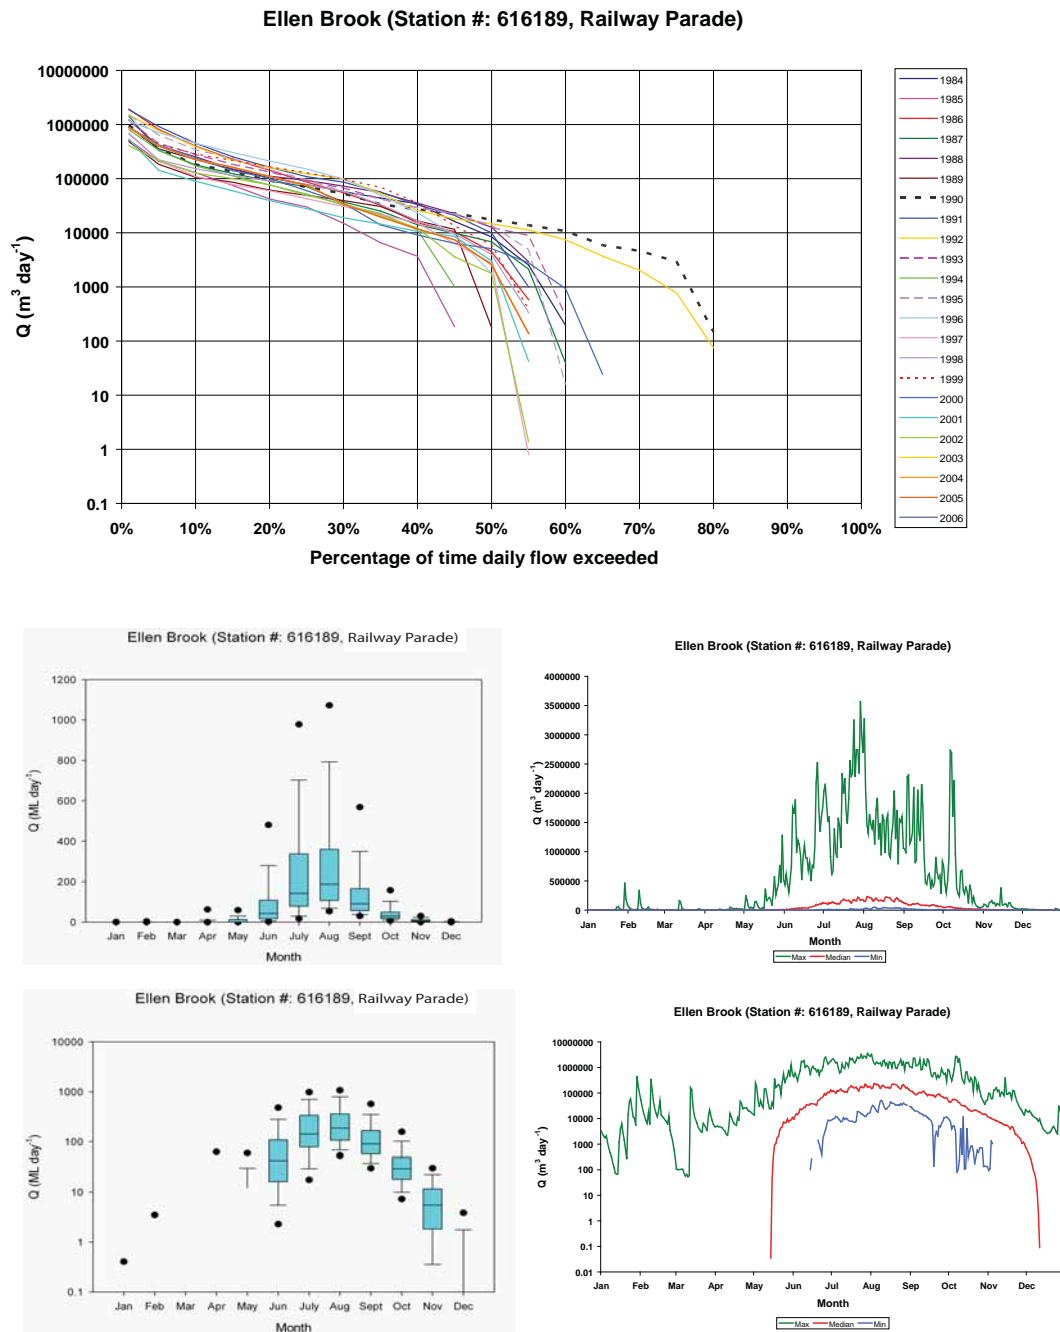 Ellen Brook (Station #: 616189, Railway Parade)
10000000
1000000
100000
10000
1000
100
10
1
0.1
Q (m³ day⁻¹)
0% 10% 20% 30% 40% 50% 60% 70% 80% 90% 100%
Percentage of time daily flow exceeded
1984
1985
1986
1987
1988
1989
1990
1991
1992
1993
1994
1995
1996
1997
1998
1999
2000
2001
2002
2003
2004
2005
2006
Ellen Brook (Station #: 616189, Railway Parade)
1200
1000
800
600
400
200
0
Q (ML day⁻¹)
Jan Feb Mar Apr May Jun July Aug Sept Oct Nov Dec
Month
Ellen Brook (Station #: 616189, Railway Parade)
4000000
3500000
3000000
2500000
2000000
1500000
1000000
500000
0
Q (m³ day⁻¹)
Jan Feb Mar Apr May Jun Jul Aug Sep Oct Nov Dec
Month
Max Median Min
Ellen Brook (Station #: 616189, Railway Parade)
10000
1000
100
10
1
0.1
Q (ML day⁻¹)
Jan Feb Mar Apr May Jun July Aug Sept Oct Nov Dec
Month
Ellen Brook (Station #: 616189, Railway Parade)
10000000
1000000
100000
10000
1000
100
10
1
0.1
0.01
Q (m³ day⁻¹)
Jan Feb Mar Apr May Jun Jul Aug Sep Oct Nov Dec
Month
Max Median Min